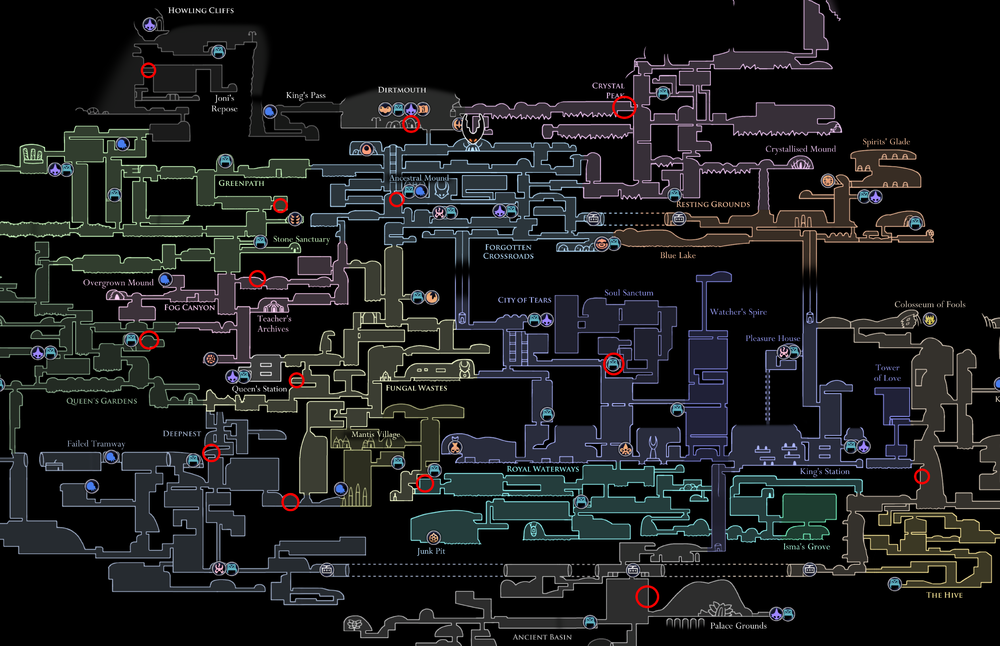 HOWLING CLIFFS
Joni's
Repose
King's Pass
DIRTMOUTH
CRYSTAL
PEAK
Crystallised Mound
Spirits' Glade
GREENPATH
Ancestral Mound
RESTING GROUNDS
Stone Sanctuary
FORGOTTEN
CROSSROADS
Blue Lake
Overgrown Mound
FOG CANYON
Teacher's
Archives
CITY OF TEARS
Soul Sanctum
Watcher's Spire
Colosseum of Fools
Pleasure House
Queen's Station
QUEEN'S GARDENS
FUNGAL WASTES
Tower
of Love
DEEPNEST
Mantis Village
Failed Tramway
ROYAL WATERWAYS
King's Station
Junk Pit
Isma's Grove
THE HIVE
ANCIENT BASIN
Palace Grounds